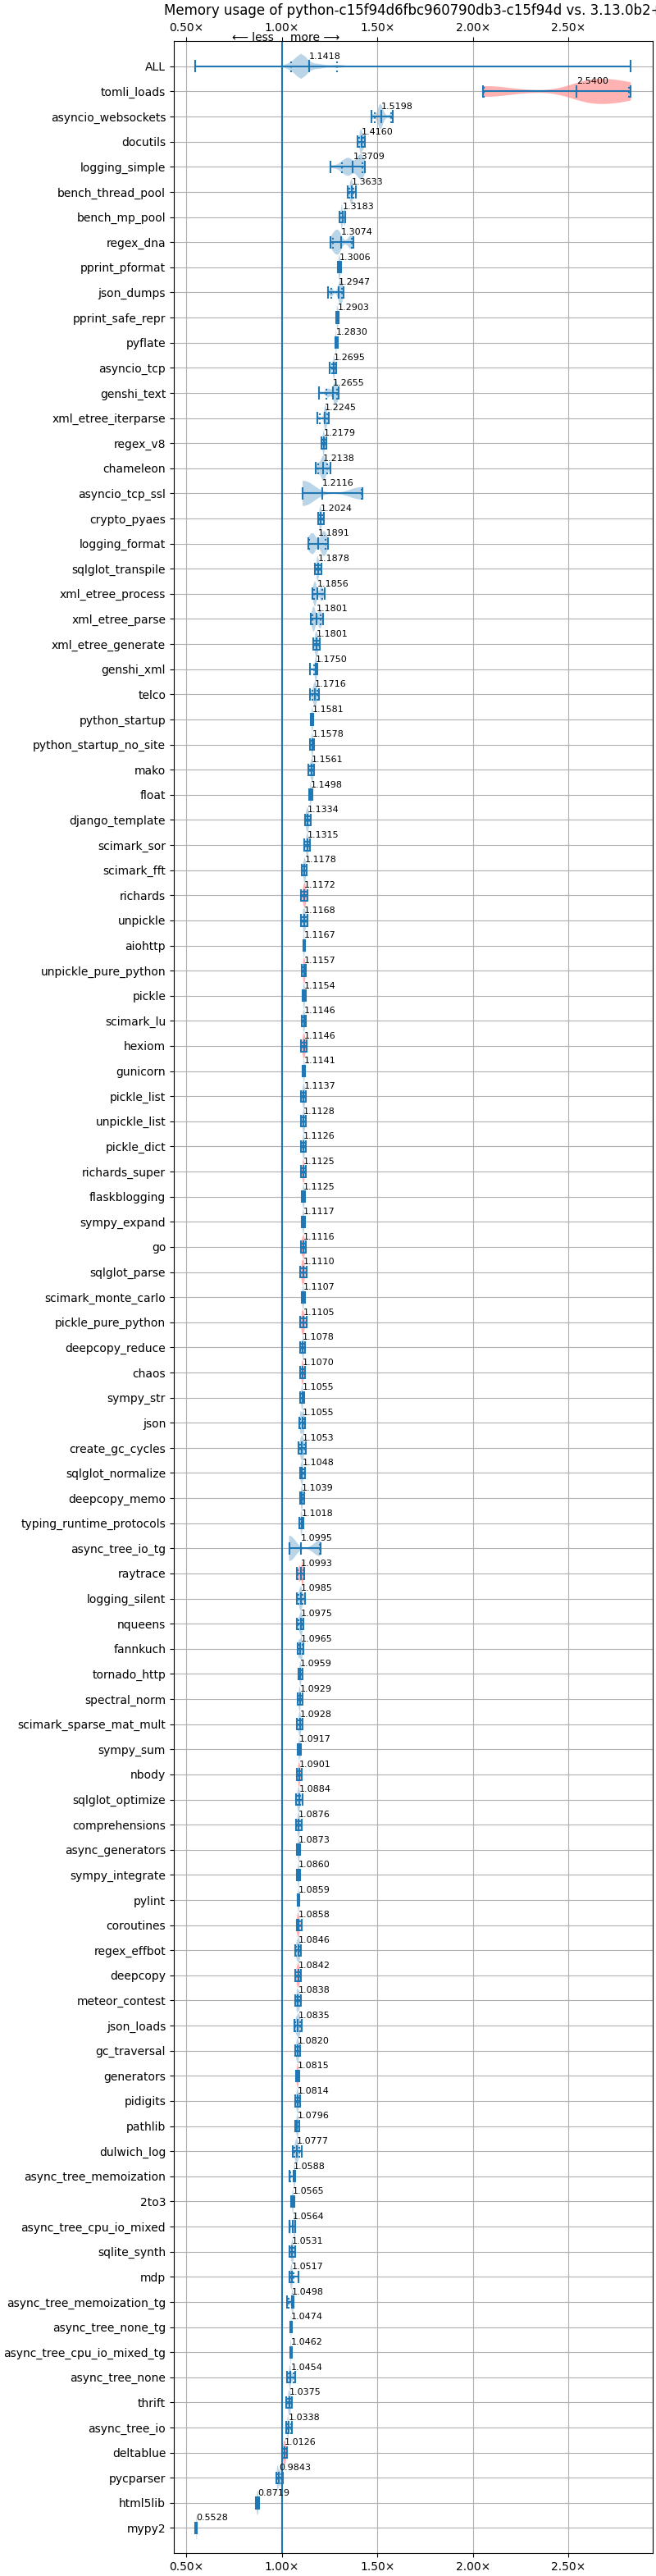 Memory usage of python-c15f94d6fbc960790db3-c15f94d vs. 3.13.0b2+
0.50× 1.00× 1.50× 2.00× 2.50×
⟵ less more ⟶
ALL 1.1418
tomli_loads 2.5400
asyncio_websockets 1.5198
docutils 1.4160
logging_simple 1.3709
bench_thread_pool 1.3633
bench_mp_pool 1.3183
regex_dna 1.3074
pprint_pformat 1.3006
json_dumps 1.2947
pprint_safe_repr 1.2903
pyflate 1.2830
asyncio_tcp 1.2695
genshi_text 1.2655
xml_etree_iterparse 1.2245
regex_v8 1.2179
chameleon 1.2138
asyncio_tcp_ssl 1.2116
crypto_pyaes 1.2024
logging_format 1.1891
sqlglot_transpile 1.1878
xml_etree_process 1.1856
xml_etree_parse 1.1801
xml_etree_generate 1.1801
genshi_xml 1.1750
telco 1.1716
python_startup 1.1581
python_startup_no_site 1.1578
mako 1.1561
float 1.1498
django_template 1.1334
scimark_sor 1.1315
scimark_fft 1.1178
richards 1.1172
unpickle 1.1168
aiohttp 1.1167
unpickle_pure_python 1.1157
pickle 1.1154
scimark_lu 1.1146
hexiom 1.1146
gunicorn 1.1141
pickle_list 1.1137
unpickle_list 1.1128
pickle_dict 1.1126
richards_super 1.1125
flaskblogging 1.1125
sympy_expand 1.1117
go 1.1116
sqlglot_parse 1.1110
scimark_monte_carlo 1.1107
pickle_pure_python 1.1105
deepcopy_reduce 1.1078
chaos 1.1070
sympy_str 1.1055
json 1.1055
create_gc_cycles 1.1053
sqlglot_normalize 1.1048
deepcopy_memo 1.1039
typing_runtime_protocols 1.1018
async_tree_io_tg 1.0995
raytrace 1.0993
logging_silent 1.0985
nqueens 1.0975
fannkuch 1.0965
tornado_http 1.0959
spectral_norm 1.0929
scimark_sparse_mat_mult 1.0928
sympy_sum 1.0917
nbody 1.0901
sqlglot_optimize 1.0884
comprehensions 1.0876
async_generators 1.0873
sympy_integrate 1.0860
pylint 1.0859
coroutines 1.0858
regex_effbot 1.0846
deepcopy 1.0842
meteor_contest 1.0838
json_loads 1.0835
gc_traversal 1.0820
generators 1.0815
pidigits 1.0814
pathlib 1.0796
dulwich_log 1.0777
async_tree_memoization 1.0588
2to3 1.0565
async_tree_cpu_io_mixed 1.0564
sqlite_synth 1.0531
mdp 1.0517
async_tree_memoization_tg 1.0498
async_tree_none_tg 1.0474
async_tree_cpu_io_mixed_tg 1.0462
async_tree_none 1.0454
thrift 1.0375
async_tree_io 1.0338
deltablue 1.0126
pycparser 0.9843
html5lib 0.8719
mypy2 0.5528
0.50× 1.00× 1.50× 2.00× 2.50×